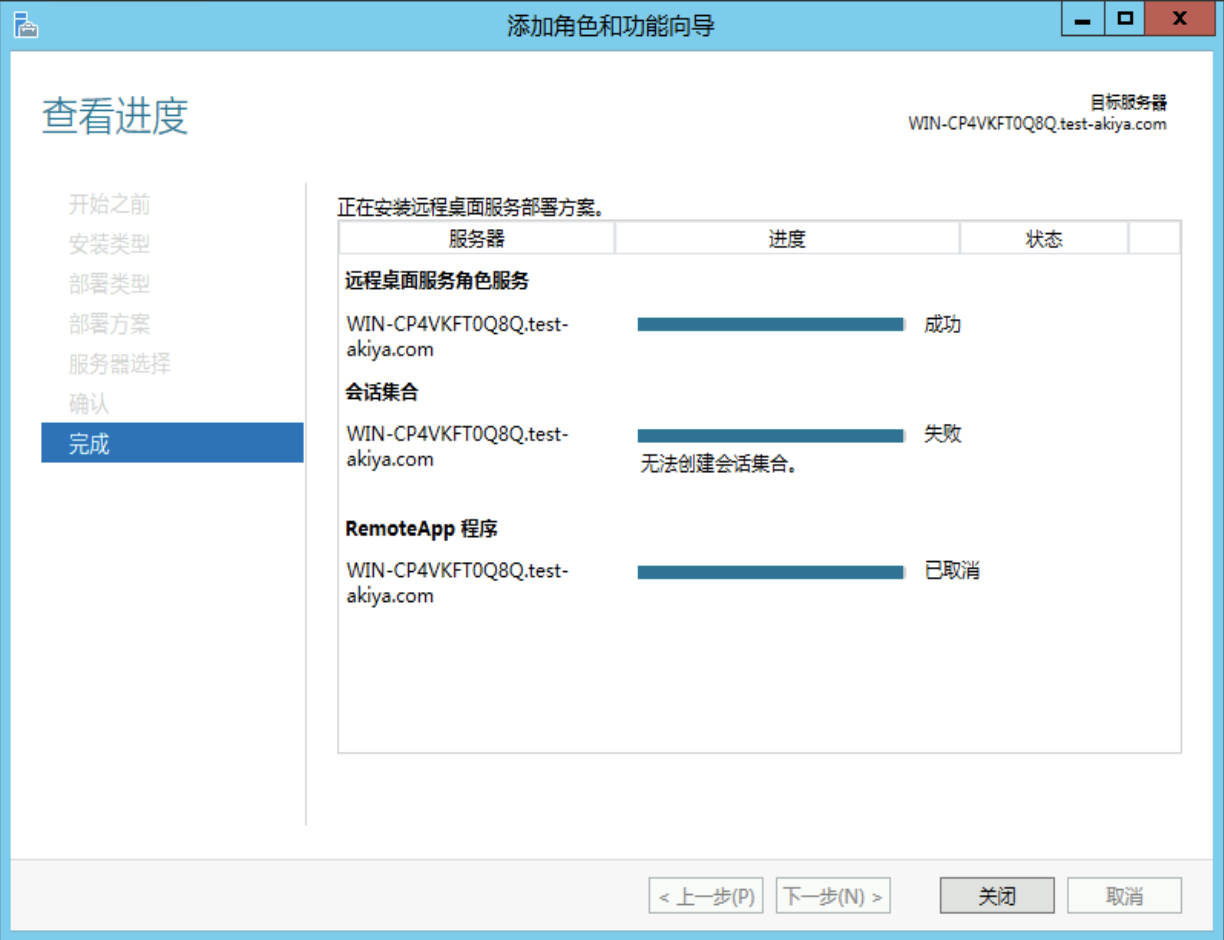 添加角色和功能向导
查看进度
目标服务器
WIN-CP4VKFT0Q8Q.test-akiya.com
开始之前
安装类型
部署类型
部署方案
服务器选择
确认
完成
正在安装远程桌面服务部署方案。
服务器 进度 状态
远程桌面服务角色服务
WIN-CP4VKFT0Q8Q.test- 成功
akiya.com
会话集合
WIN-CP4VKFT0Q8Q.test- 失败
akiya.com 无法创建会话集合。
RemoteApp 程序
WIN-CP4VKFT0Q8Q.test- 已取消
akiya.com
< 上一步(P) 下一步(N) > 关闭 取消